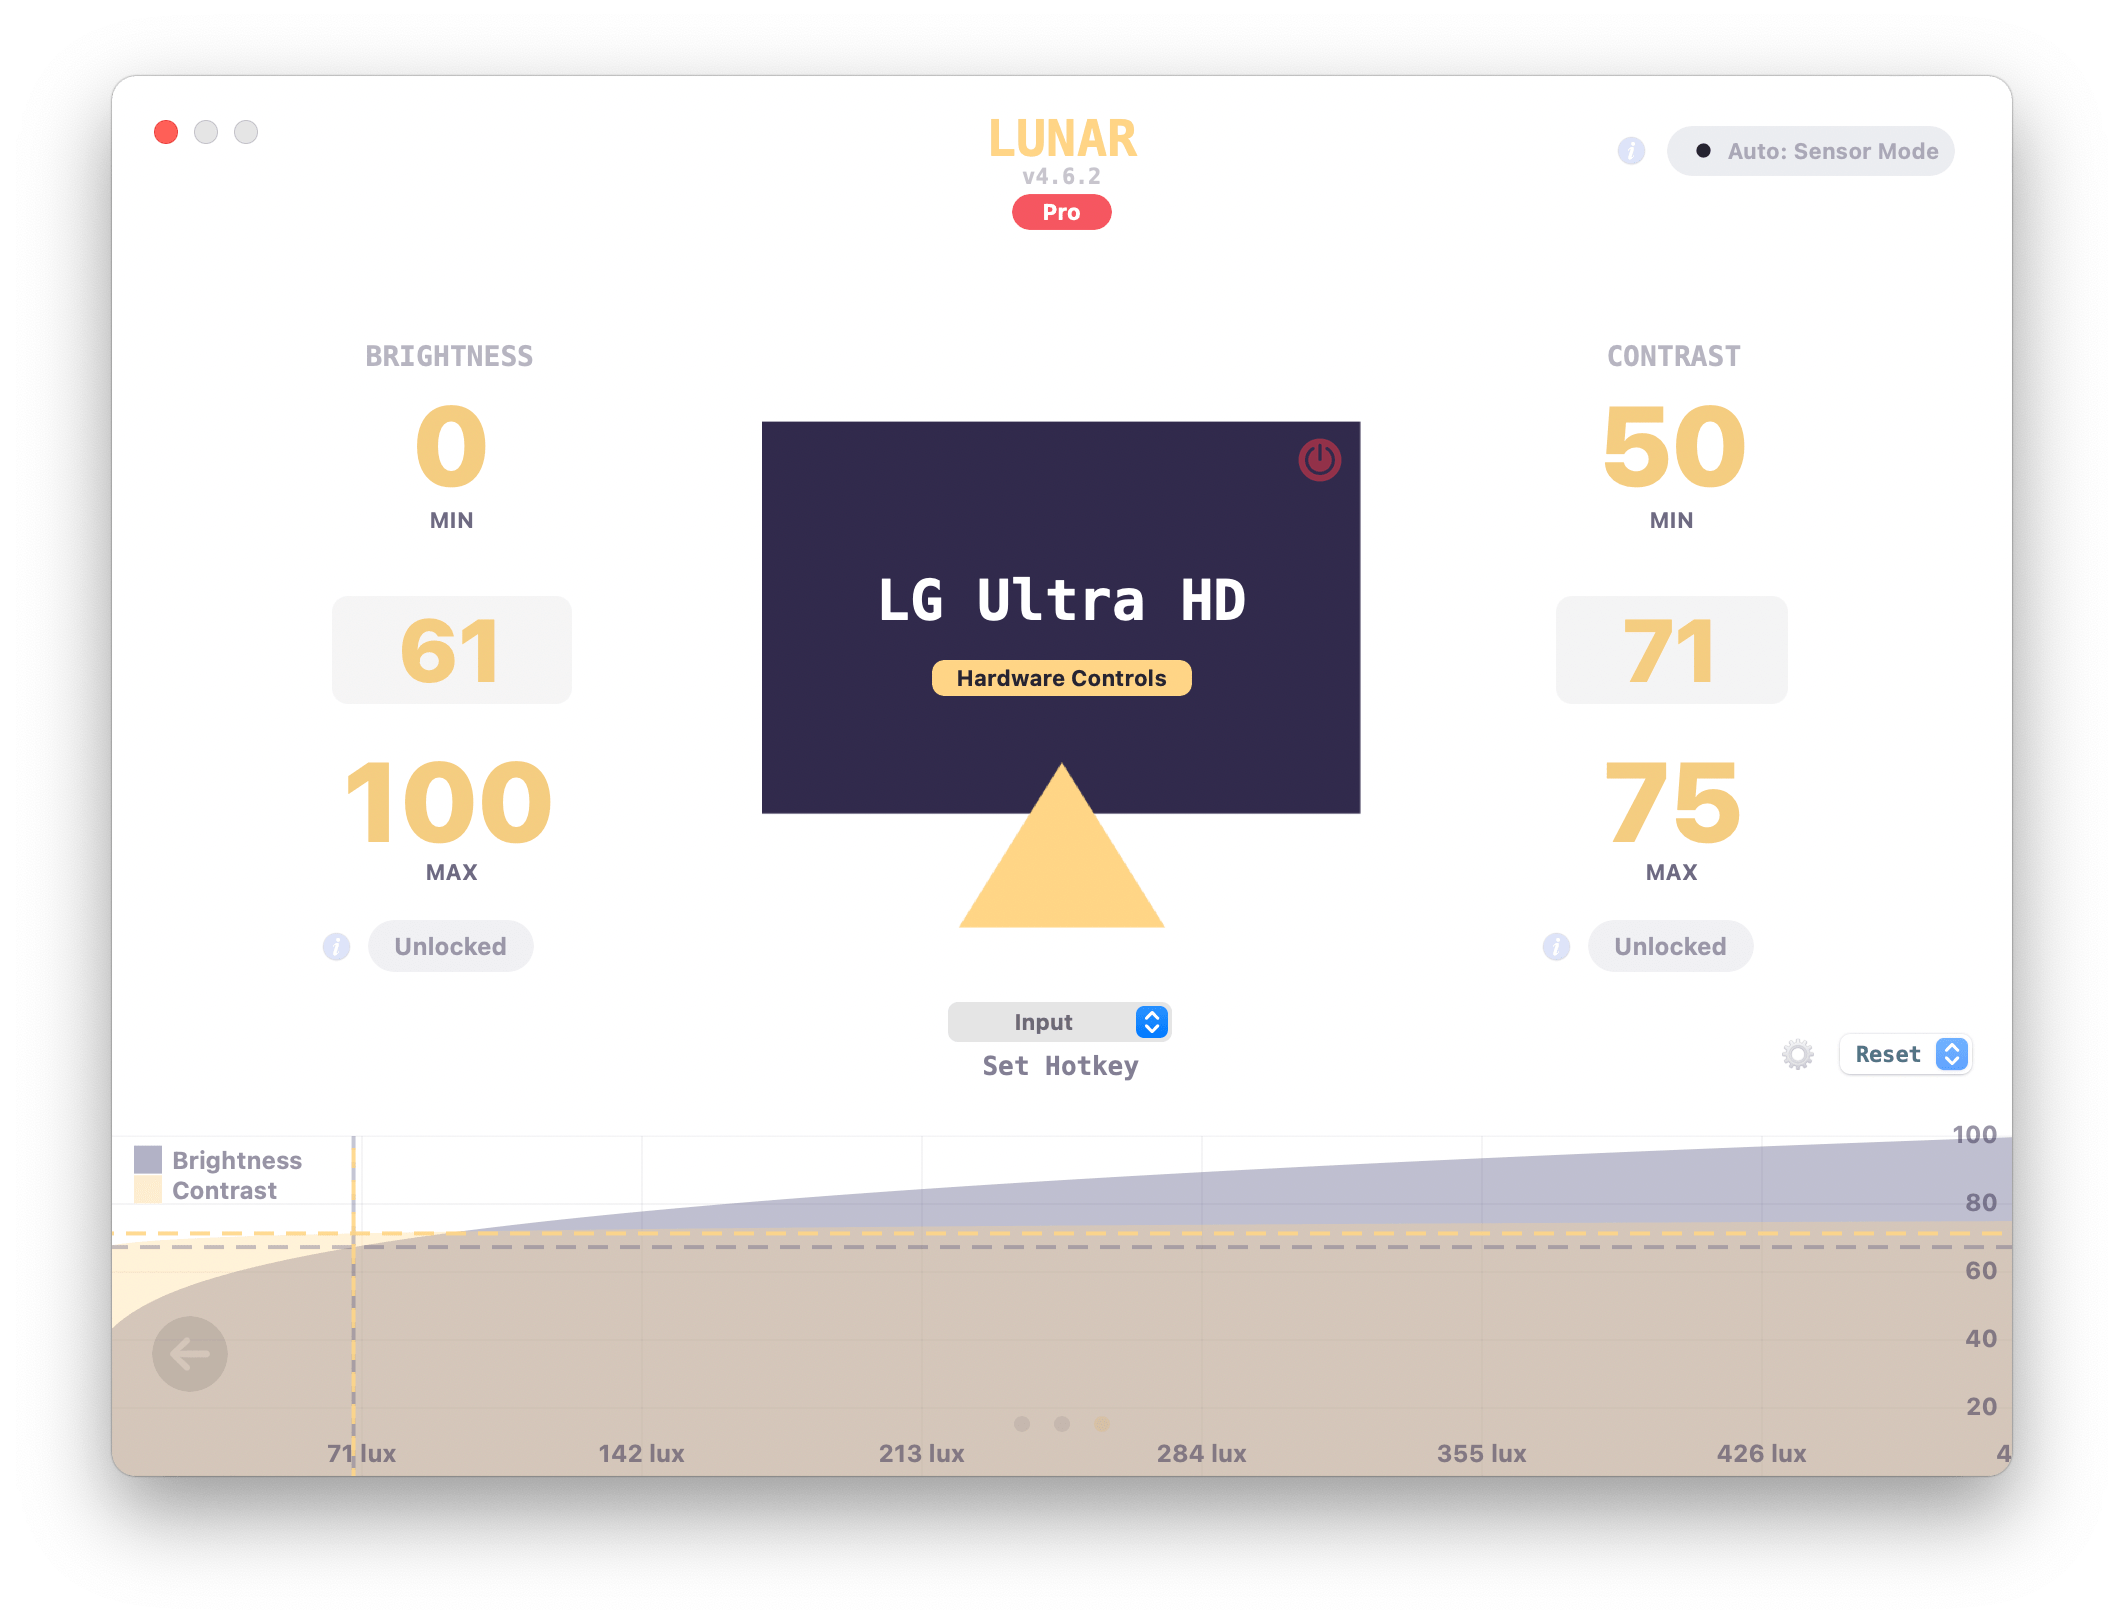 LUNAR
v4.6.2
Pro
i
Auto: Sensor Mode
BRIGHTNESS
0
MIN
61
100
MAX
i
Unlocked
LG Ultra HD
Hardware Controls
Input
Set Hotkey
CONTRAST
50
MIN
71
75
MAX
i
Unlocked
Reset
Brightness
Contrast
100
80
60
40
20
71 lux
142 lux
213 lux
284 lux
355 lux
426 lux
4